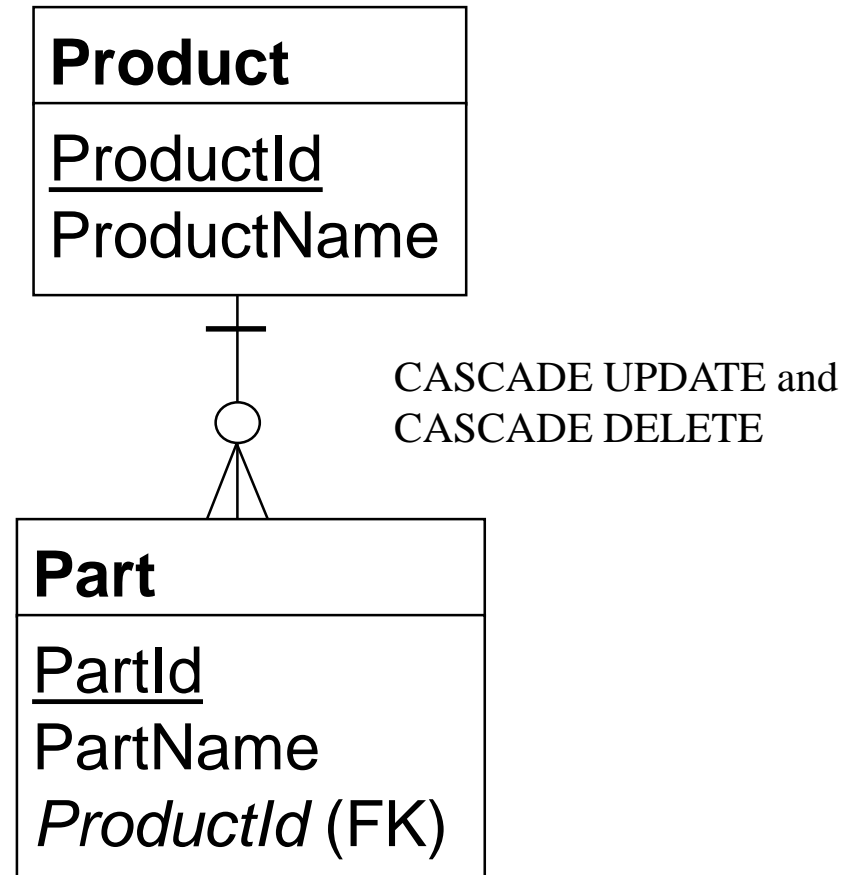 Product
ProductId
ProductName
CASCADE UPDATE and
CASCADE DELETE
Part
PartId
PartName
ProductId (FK)